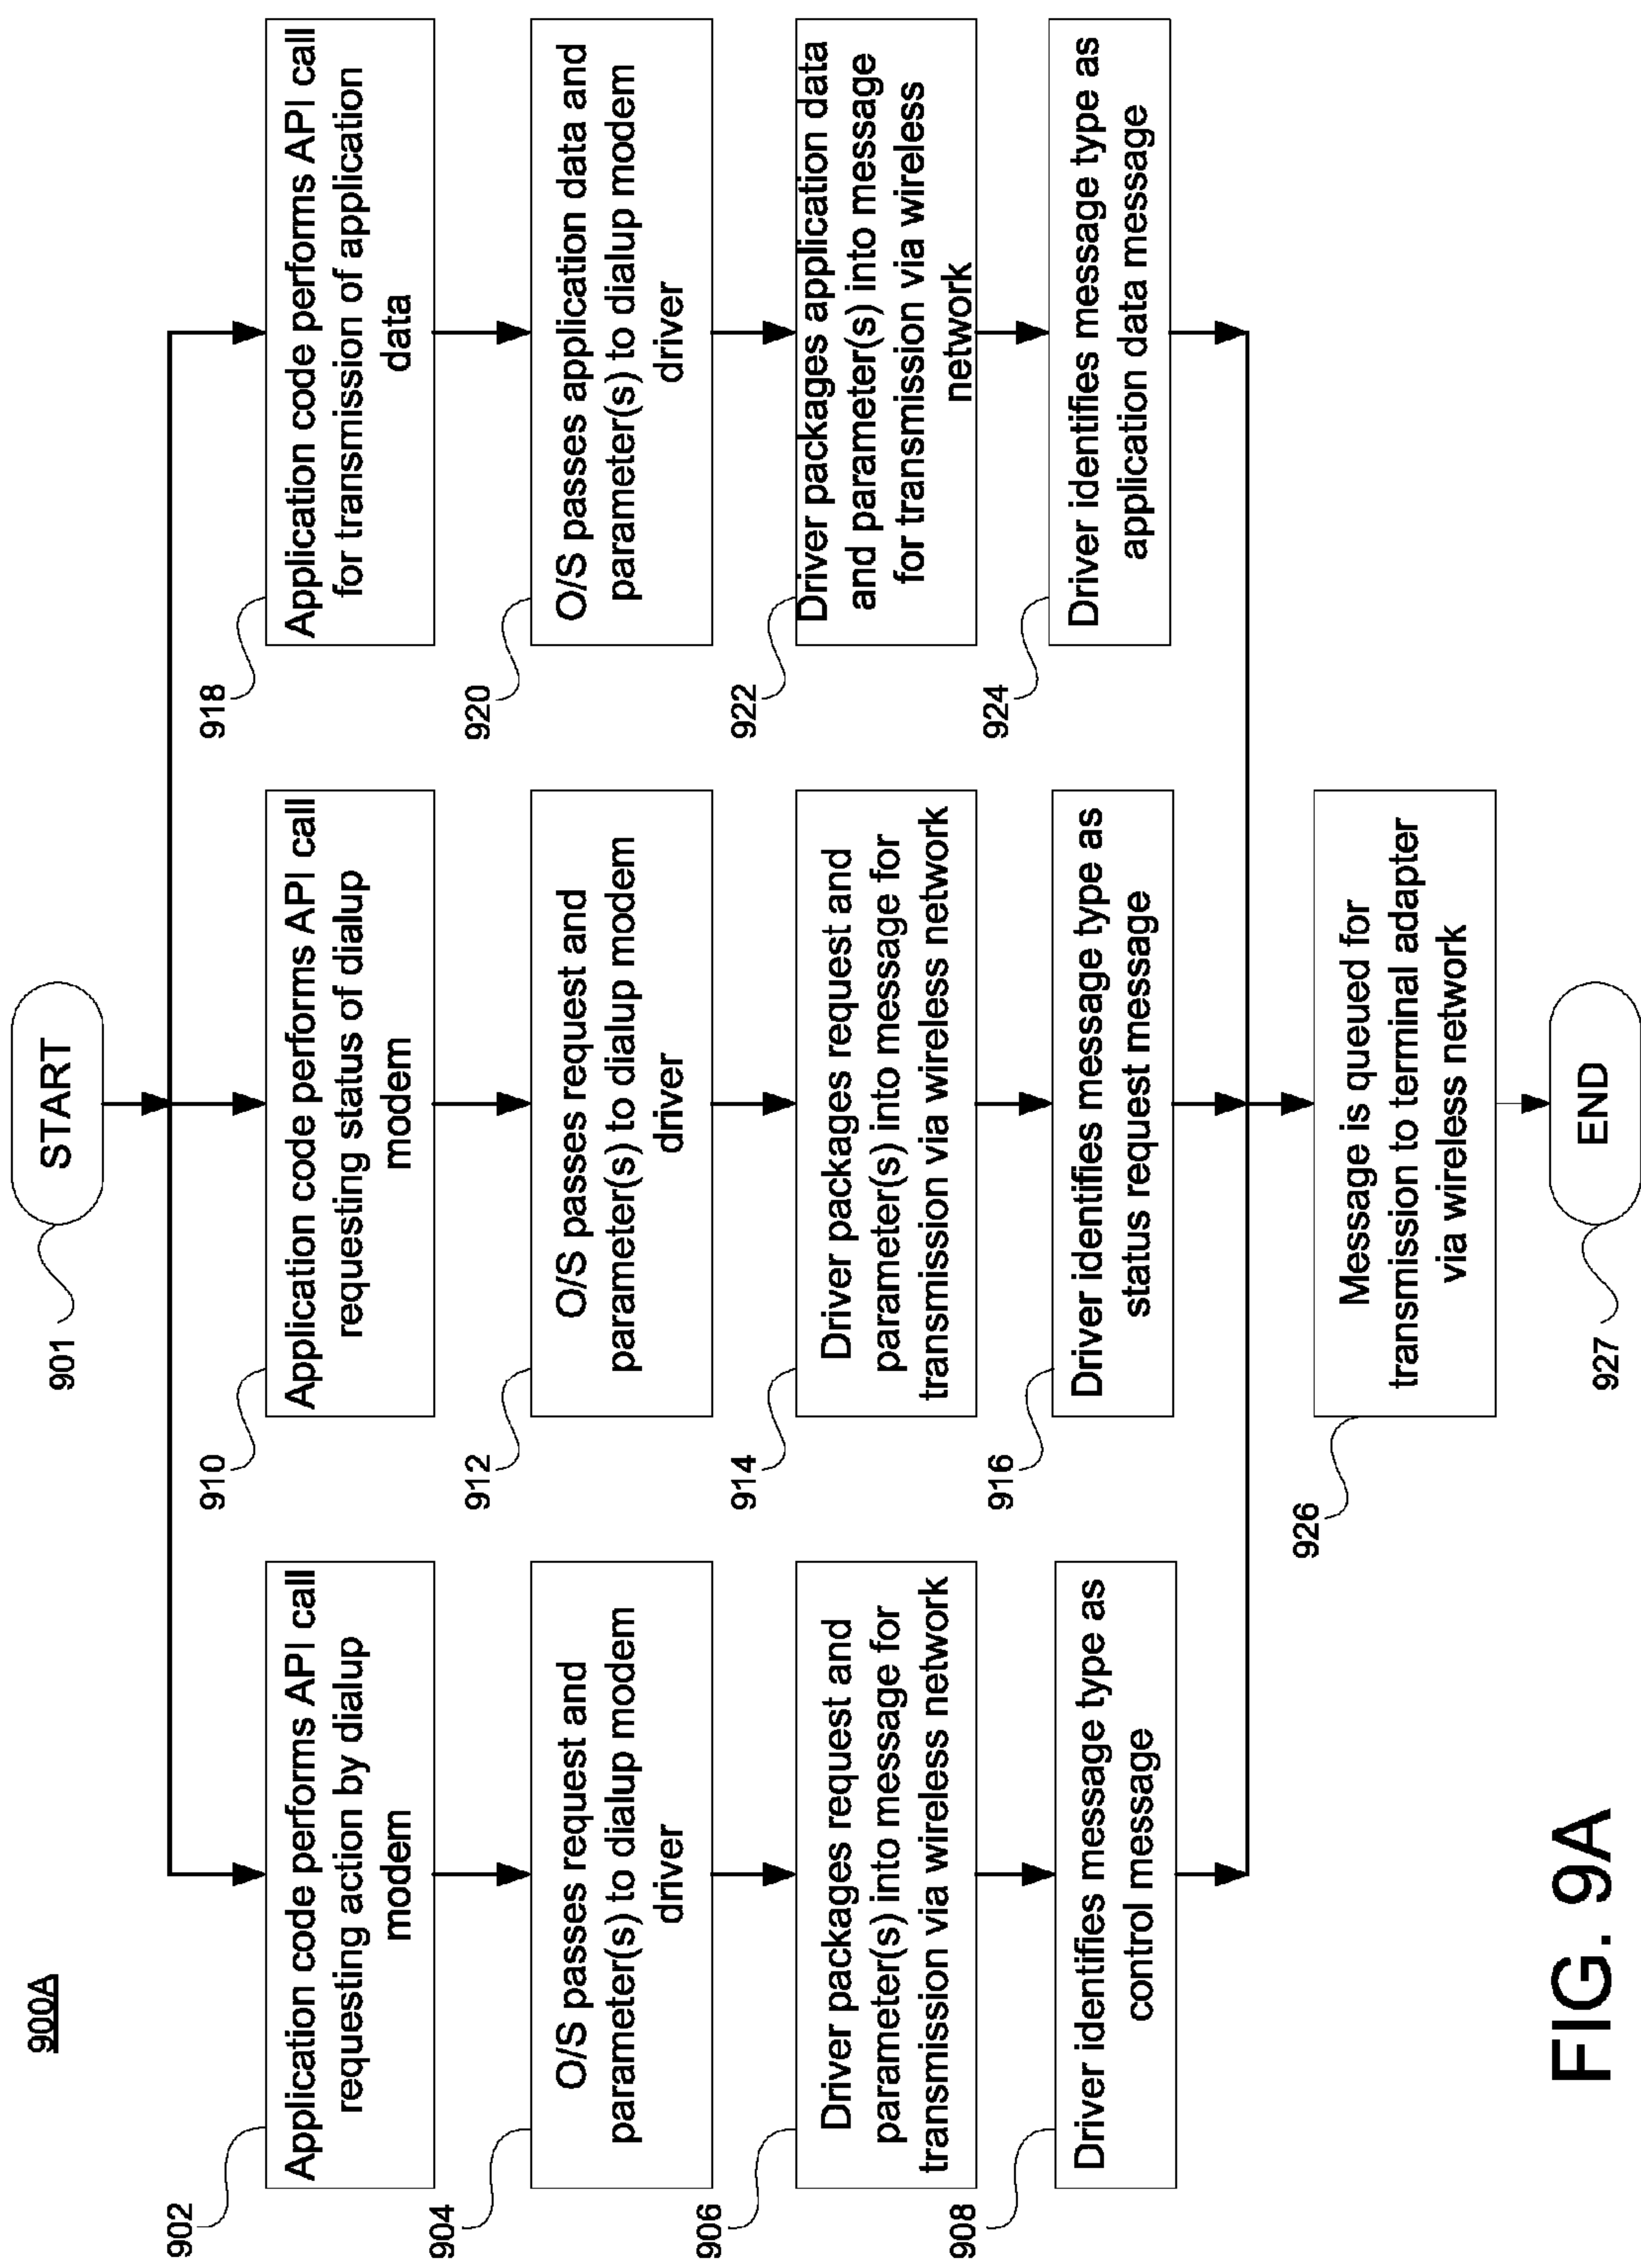 900A
START
901
902
Application code performs API call
requesting action by dialup
modem
904
O/S passes request and
parameter(s) to dialup modem
driver
906
Driver packages request and
parameter(s) into message for
transmission via wireless network
908
Driver identifies message type as
control message
910
Application code performs API call
requesting status of dialup
modem
912
O/S passes request and
parameter(s) to dialup modem
driver
914
Driver packages request and
parameter(s) into message for
transmission via wireless network
916
Driver identifies message type as
status request message
918
Application code performs API call
for transmission of application
data
920
O/S passes application data and
parameter(s) to dialup modem
driver
922
Driver packages application data
and parameter(s) into message
for transmission via wireless
network
924
Driver identifies message type as
application data message
926
Message is queued for
transmission to terminal adapter
via wireless network
END
927
FIG. 9A